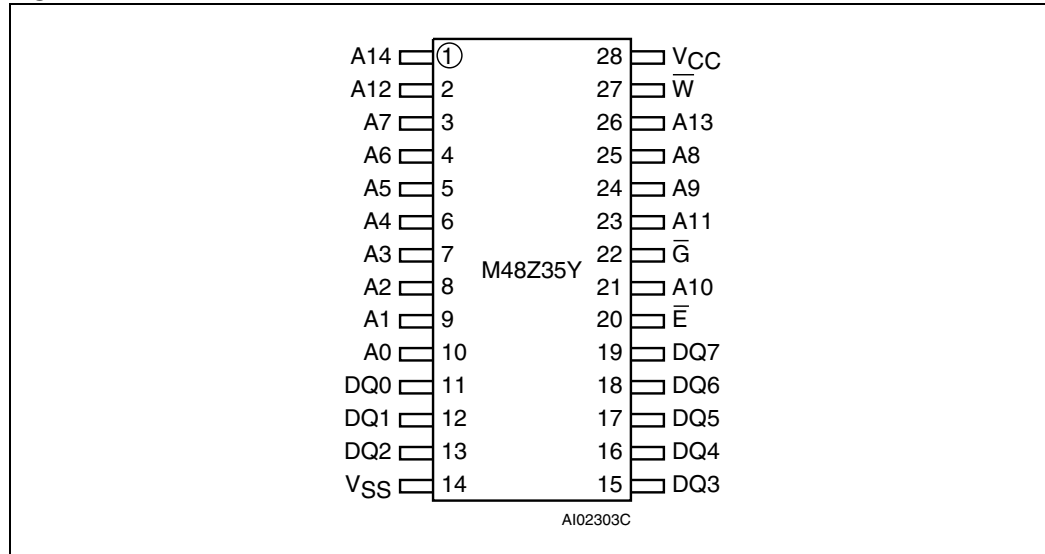 A14 1 28 VCC
A12 2 27 W̅
A7 3 26 A13
A6 4 25 A8
A5 5 24 A9
A4 6 23 A11
A3 7 22 G̅
M48Z35Y
A2 8 21 A10
A1 9 20 E̅
A0 10 19 DQ7
DQ0 11 18 DQ6
DQ1 12 17 DQ5
DQ2 13 16 DQ4
VSS 14 15 DQ3
AI02303C